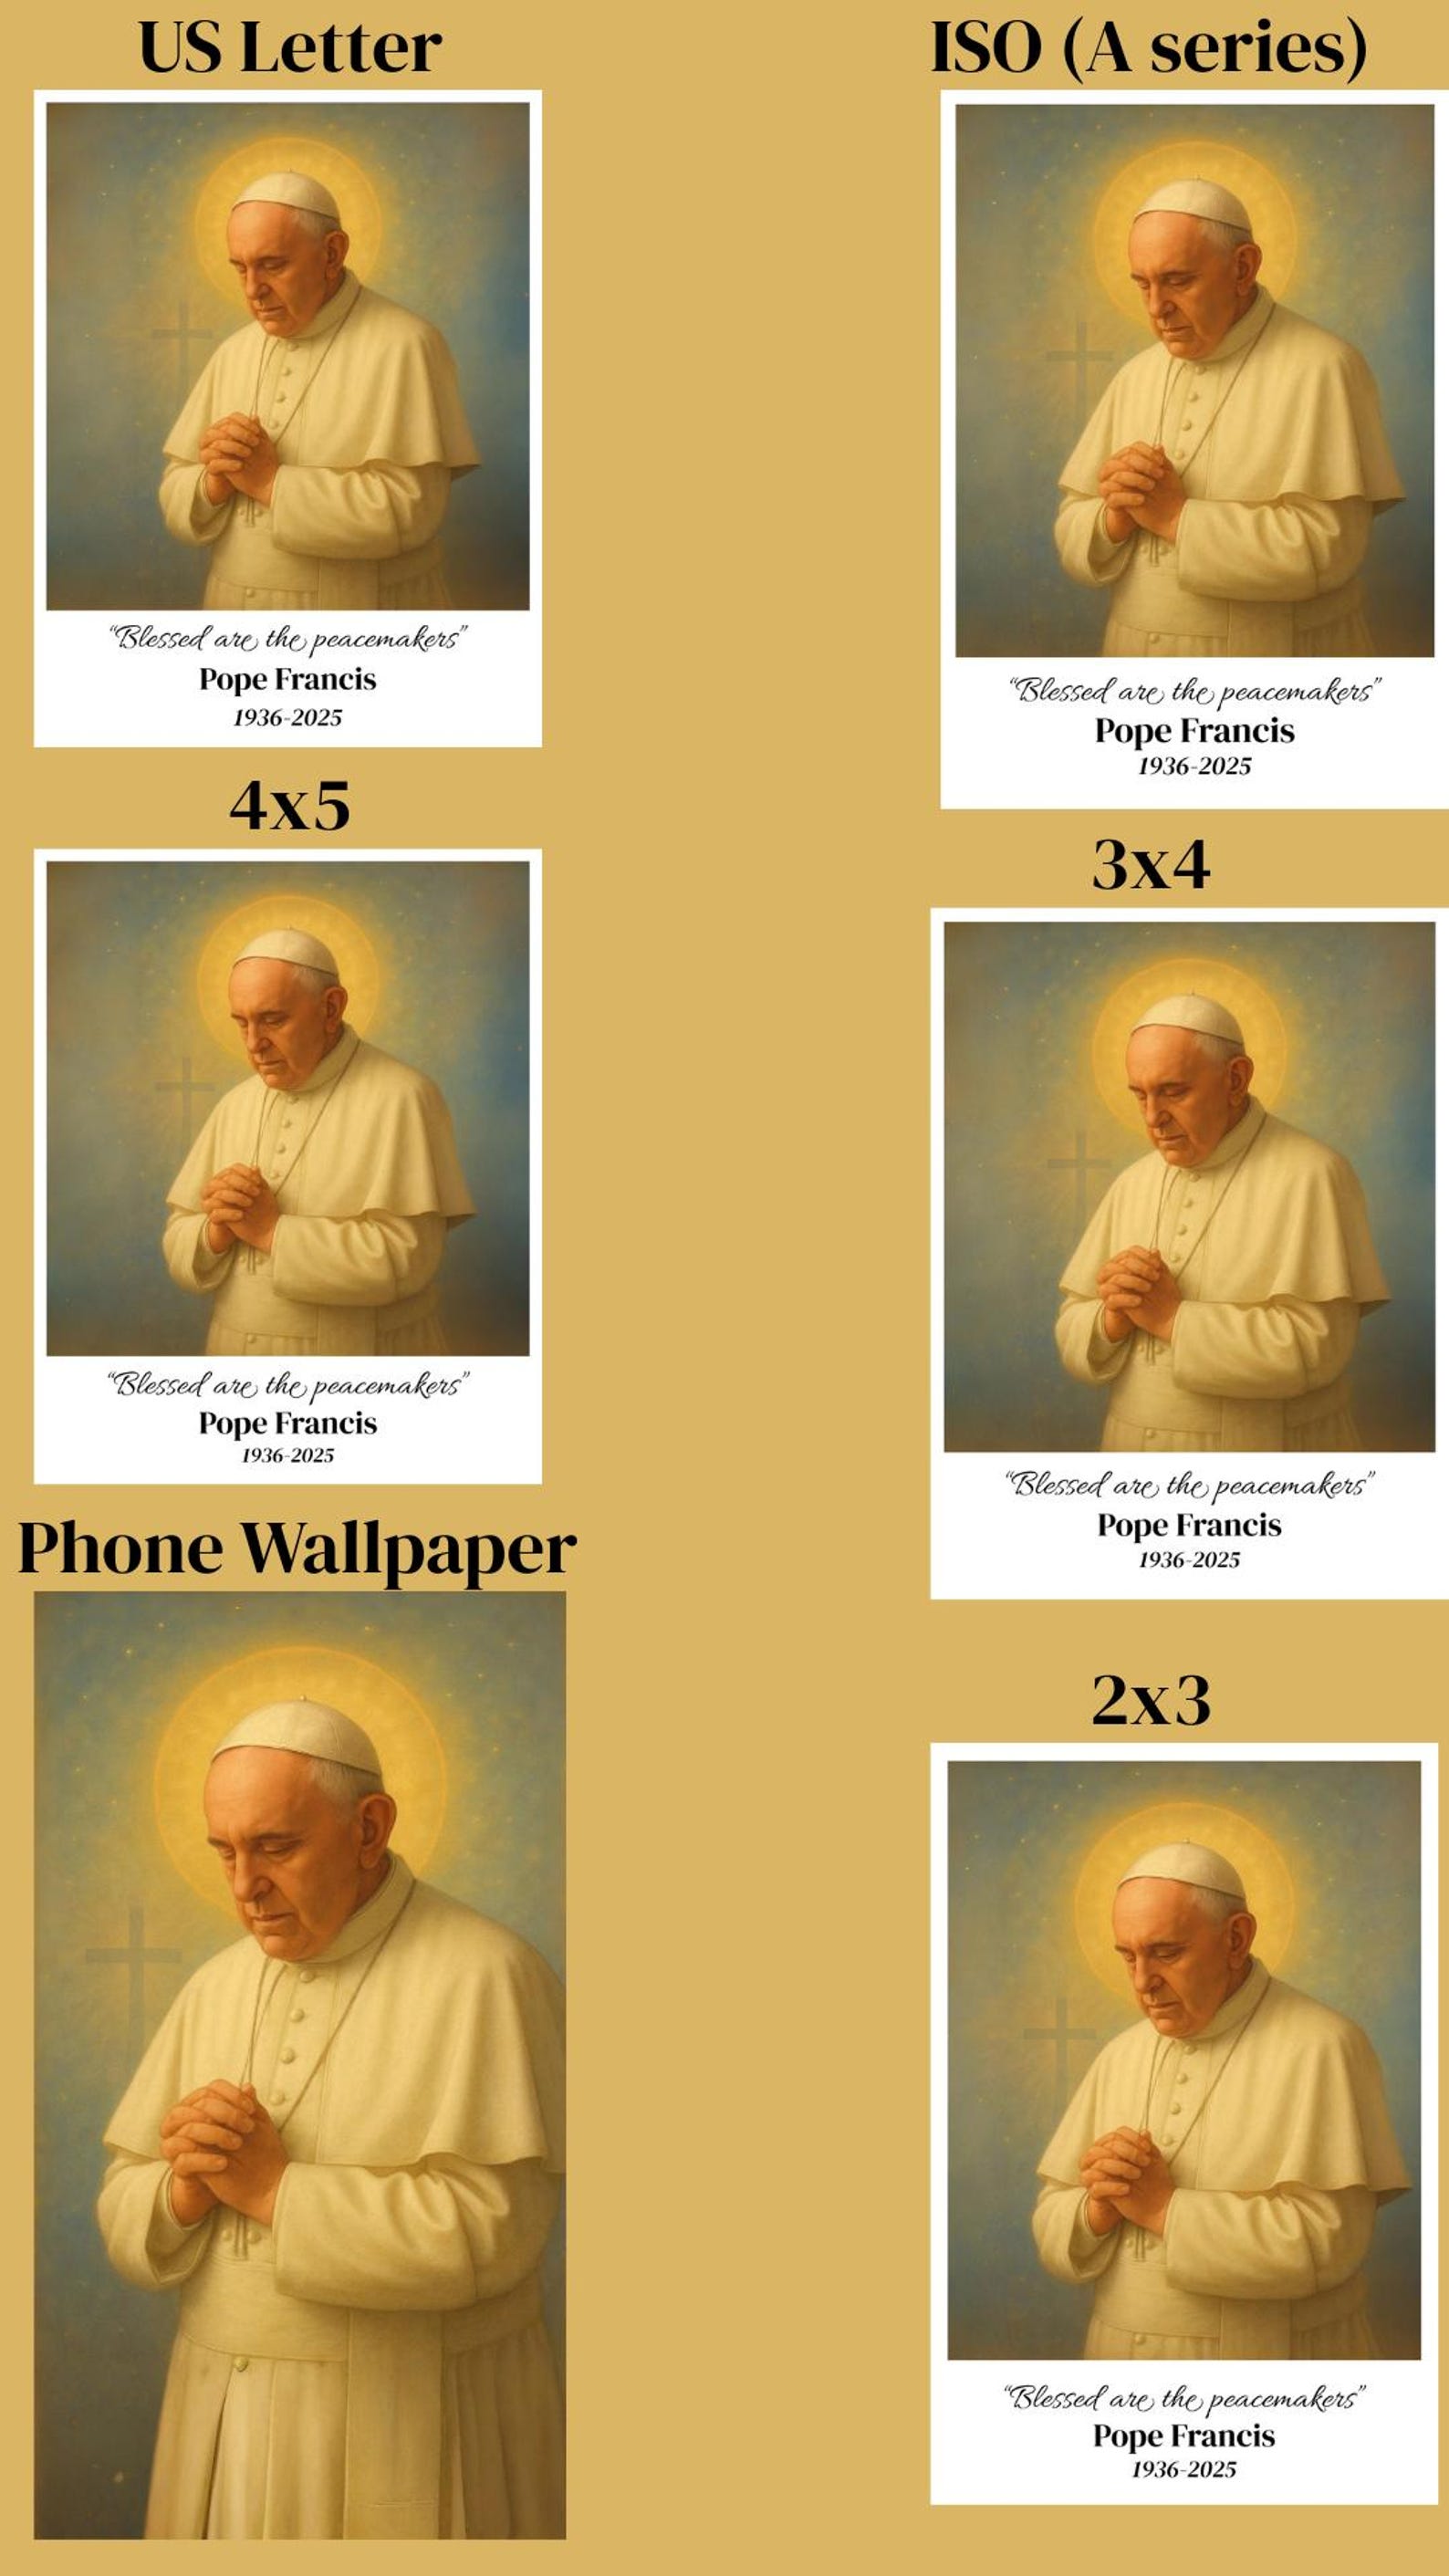 US Letter
“Blessed are the peacemakers”
Pope Francis
1936-2025
ISO (A series)
“Blessed are the peacemakers”
Pope Francis
1936-2025
4x5
“Blessed are the peacemakers”
Pope Francis
1936-2025
3x4
“Blessed are the peacemakers”
Pope Francis
1936-2025
Phone Wallpaper
2x3
“Blessed are the peacemakers”
Pope Francis
1936-2025